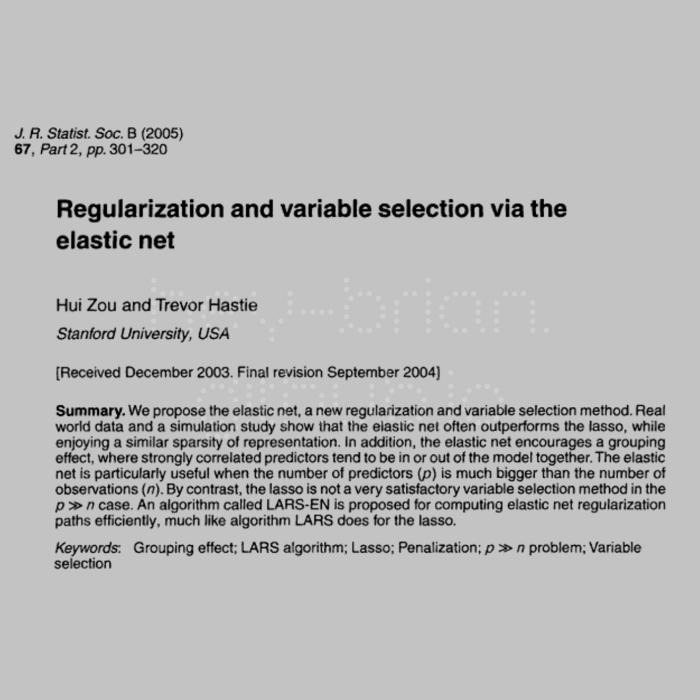 J. R. Statist. Soc. B (2005)
67, Part 2, pp. 301–320
Regularization and variable selection via the
elastic net
Hui Zou and Trevor Hastie
Stanford University, USA
[Received December 2003. Final revision September 2004]
Summary. We propose the elastic net, a new regularization and variable selection method. Real
world data and a simulation study show that the elastic net often outperforms the lasso, while
enjoying a similar sparsity of representation. In addition, the elastic net encourages a grouping
effect, where strongly correlated predictors tend to be in or out of the model together. The elastic
net is particularly useful when the number of predictors (p) is much bigger than the number of
observations (n). By contrast, the lasso is not a very satisfactory variable selection method in the
p ≫ n case. An algorithm called LARS-EN is proposed for computing elastic net regularization
paths efficiently, much like algorithm LARS does for the lasso.
Keywords: Grouping effect; LARS algorithm; Lasso; Penalization; p ≫ n problem; Variable
selection